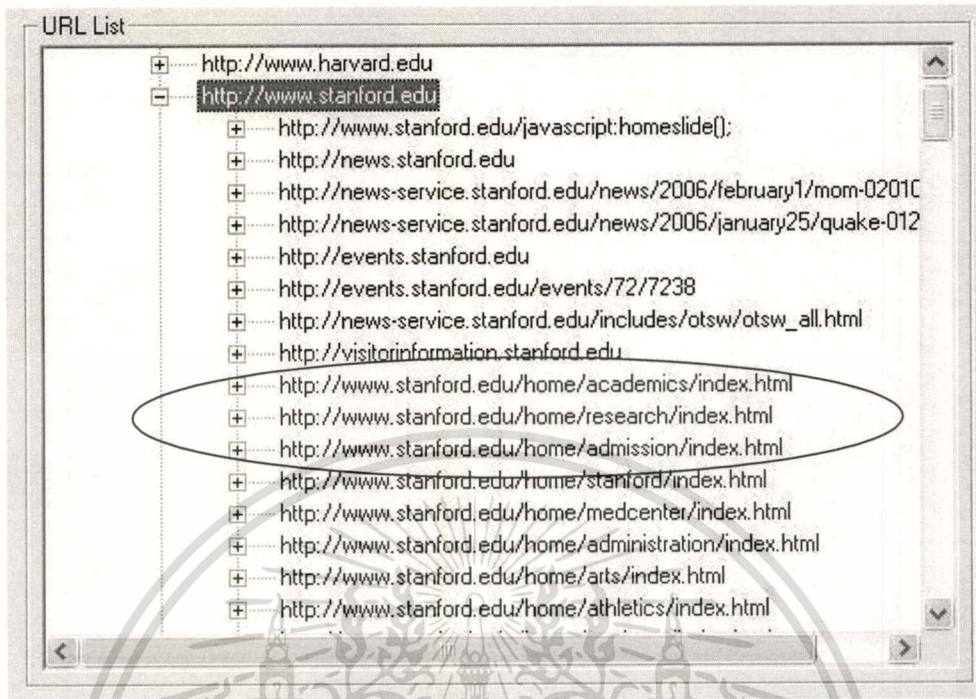 URL List
http://www.harvard.edu
http://www.stanford.edu
http://www.stanford.edu/javascript:homeslide();
http://news.stanford.edu
http://news-service.stanford.edu/news/2006/february1/mom-02010
http://news-service.stanford.edu/news/2006/january25/quake-012
http://events.stanford.edu
http://events.stanford.edu/events/72/7238
http://news-service.stanford.edu/includes/otsw/otsw_all.html
http://visitorinformation.stanford.edu
http://www.stanford.edu/home/academics/index.html
http://www.stanford.edu/home/research/index.html
http://www.stanford.edu/home/admission/index.html
http://www.stanford.edu/home/stanford/index.html
http://www.stanford.edu/home/medcenter/index.html
http://www.stanford.edu/home/administration/index.html
http://www.stanford.edu/home/arts/index.html
http://www.stanford.edu/home/athletics/index.html